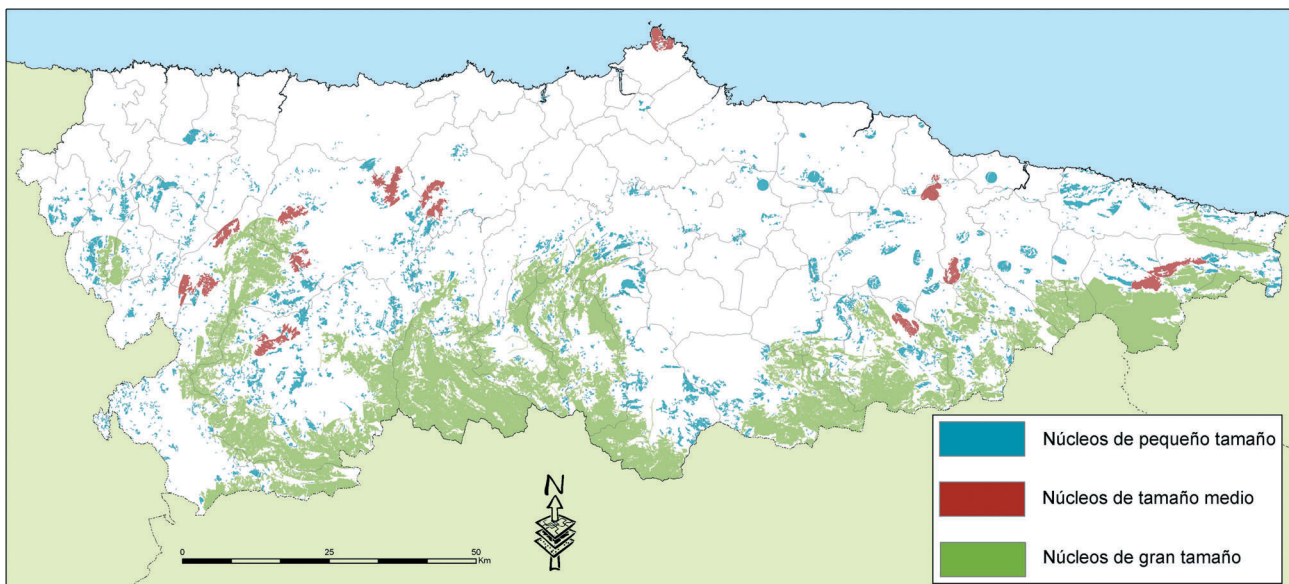 Núcleos de pequeño tamaño
Núcleos de tamaño medio
Núcleos de gran tamaño
N
0 25 50
Km